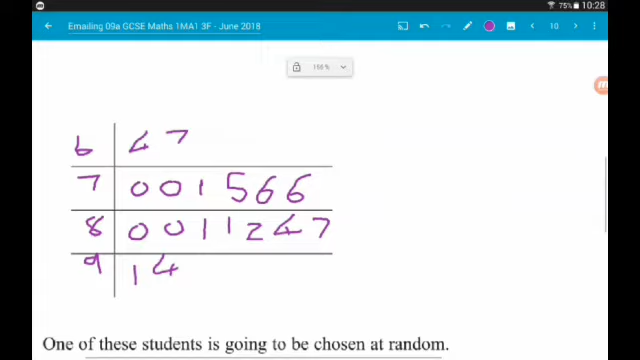 75% 10:28
Emailing 09a GCSE Maths 1MA1 3F - June 2018 10
166 %
6 4 7
7 0 0 1 5 6 6
8 0 0 1 1 2 4 7
9 1 4
One of these students is going to be chosen at random.